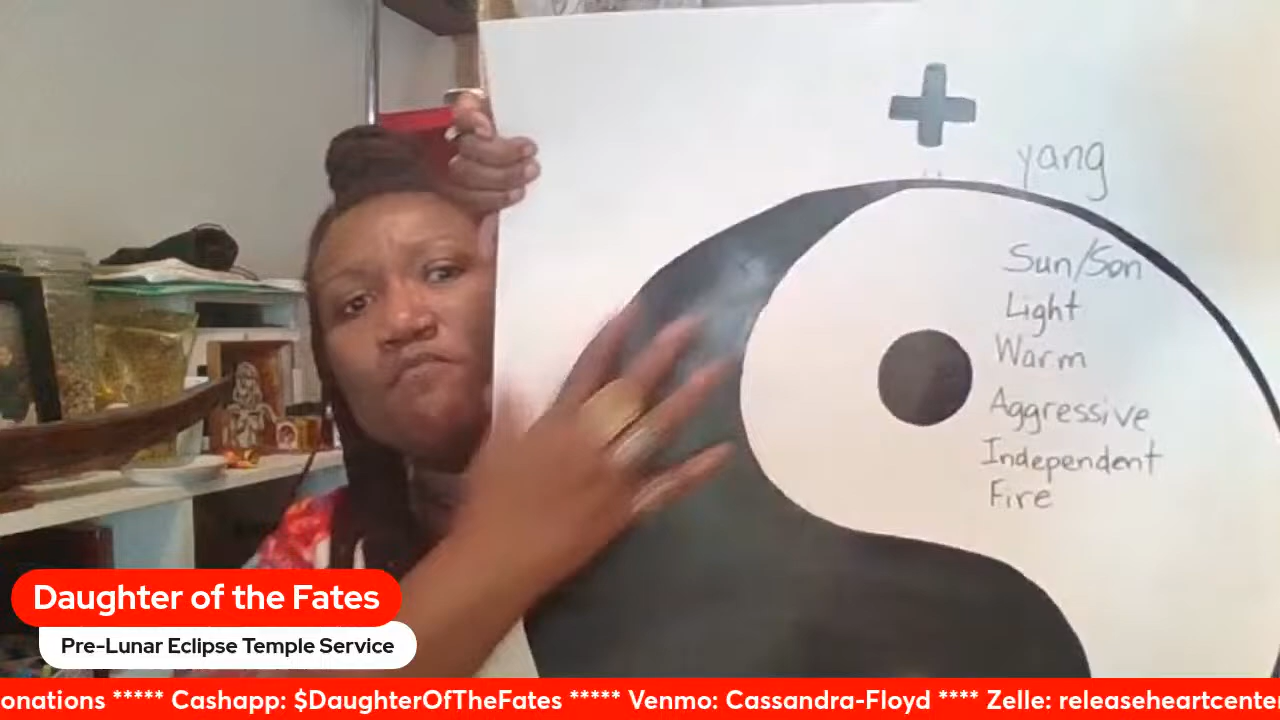 yang
Sun/Son
Light
Warm
Aggressive
Independent
Fire
Daughter of the Fates
Pre-Lunar Eclipse Temple Service
onations ***** Cashapp: $DaughterOfTheFates ***** Venmo: Cassandra-Floyd **** Zelle: releaseheartcente